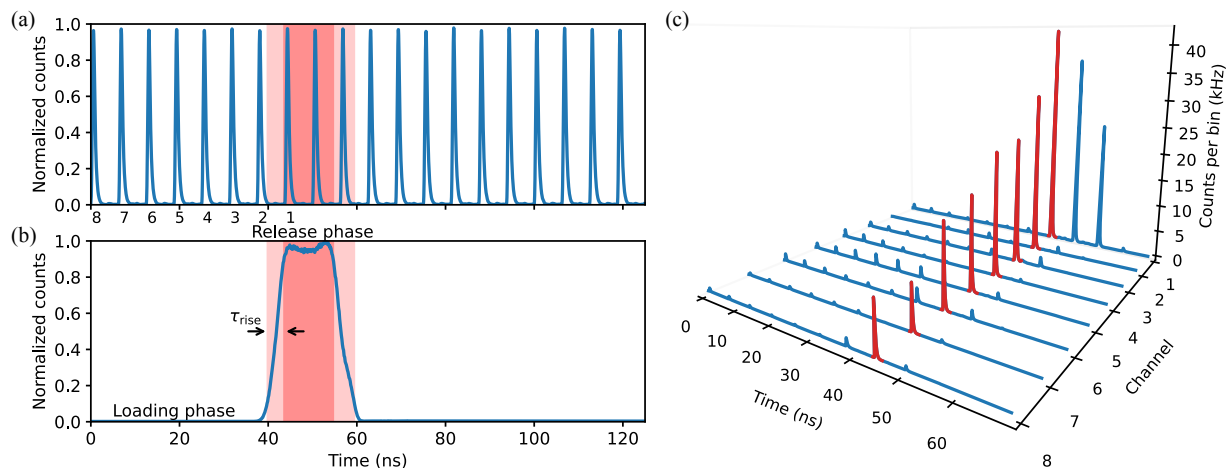 (a)
Normalized counts
1.0
0.8
0.6
0.4
0.2
0.0
8 7 6 5 4 3 2 1
Release phase
(b)
Normalized counts
1.0
0.8
0.6
0.4
0.2
0.0
τrise
Loading phase
0 20 40 60 80 100 120
Time (ns)
(c)
40
35
30
25
20
15
10
5
0
Counts per bin (kHz)
1
2
3
4
5
6
7
8
Channel
0
10
20
30
40
50
60
Time (ns)